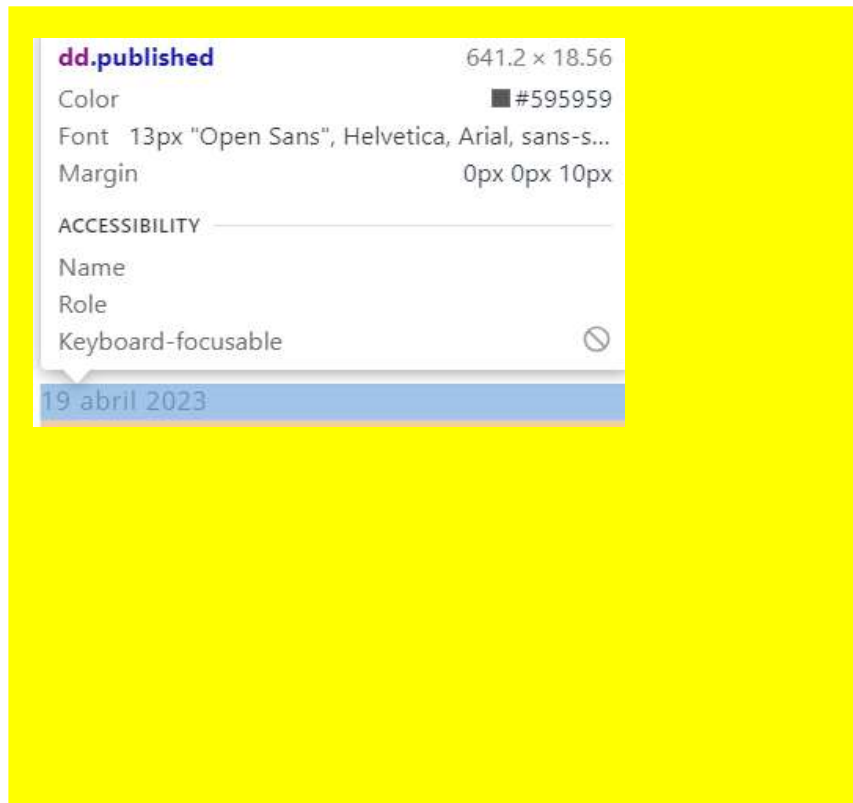 dd.published 641.2 × 18.56
Color #595959
Font 13px "Open Sans", Helvetica, Arial, sans-s...
Margin 0px 0px 10px
ACCESSIBILITY
Name
Role
Keyboard-focusable
19 abril 2023